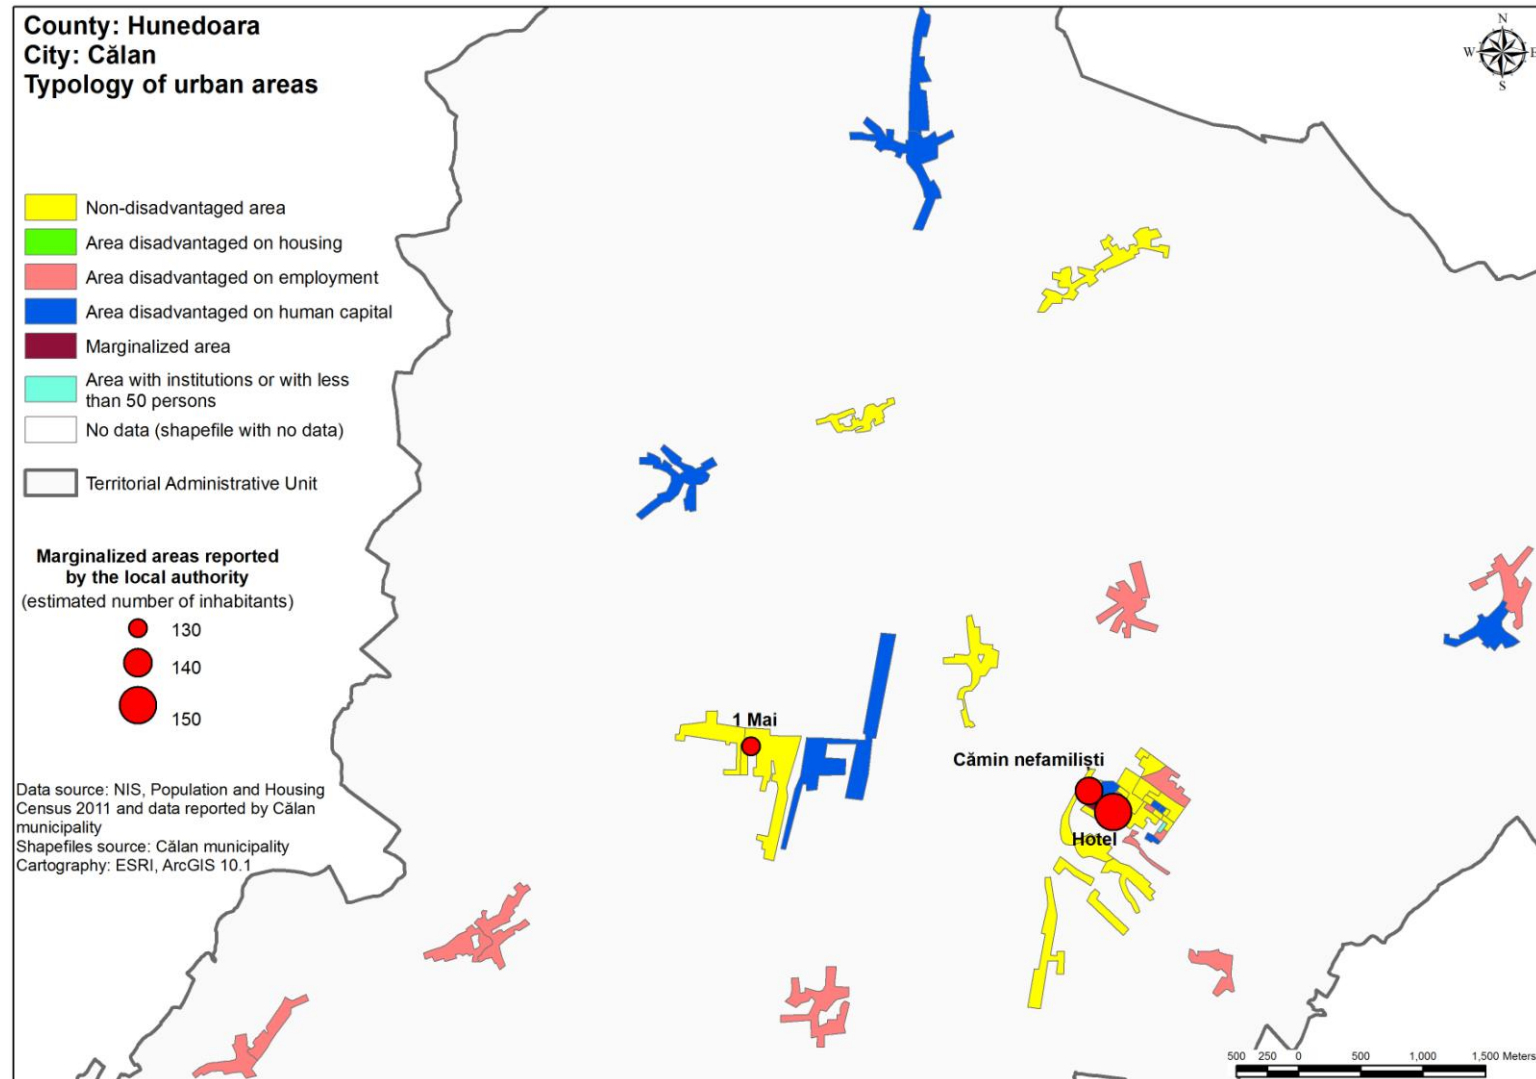 County: Hunedoara
City: Călan
Typology of urban areas
N
W
E
S
Non-disadvantaged area
Area disadvantaged on housing
Area disadvantaged on employment
Area disadvantaged on human capital
Marginalized area
Area with institutions or with less
than 50 persons
No data (shapefile with no data)
Territorial Administrative Unit
Marginalized areas reported
by the local authority
(estimated number of inhabitants)
130
140
150
1 Mai
Cămin nefamiliști
Hotel
Data source: NIS, Population and Housing
Census 2011 and data reported by Călan
municipality
Shapefiles source: Călan municipality
Cartography: ESRI, ArcGIS 10.1
500 250 0 500 1,000 1,500 Meters